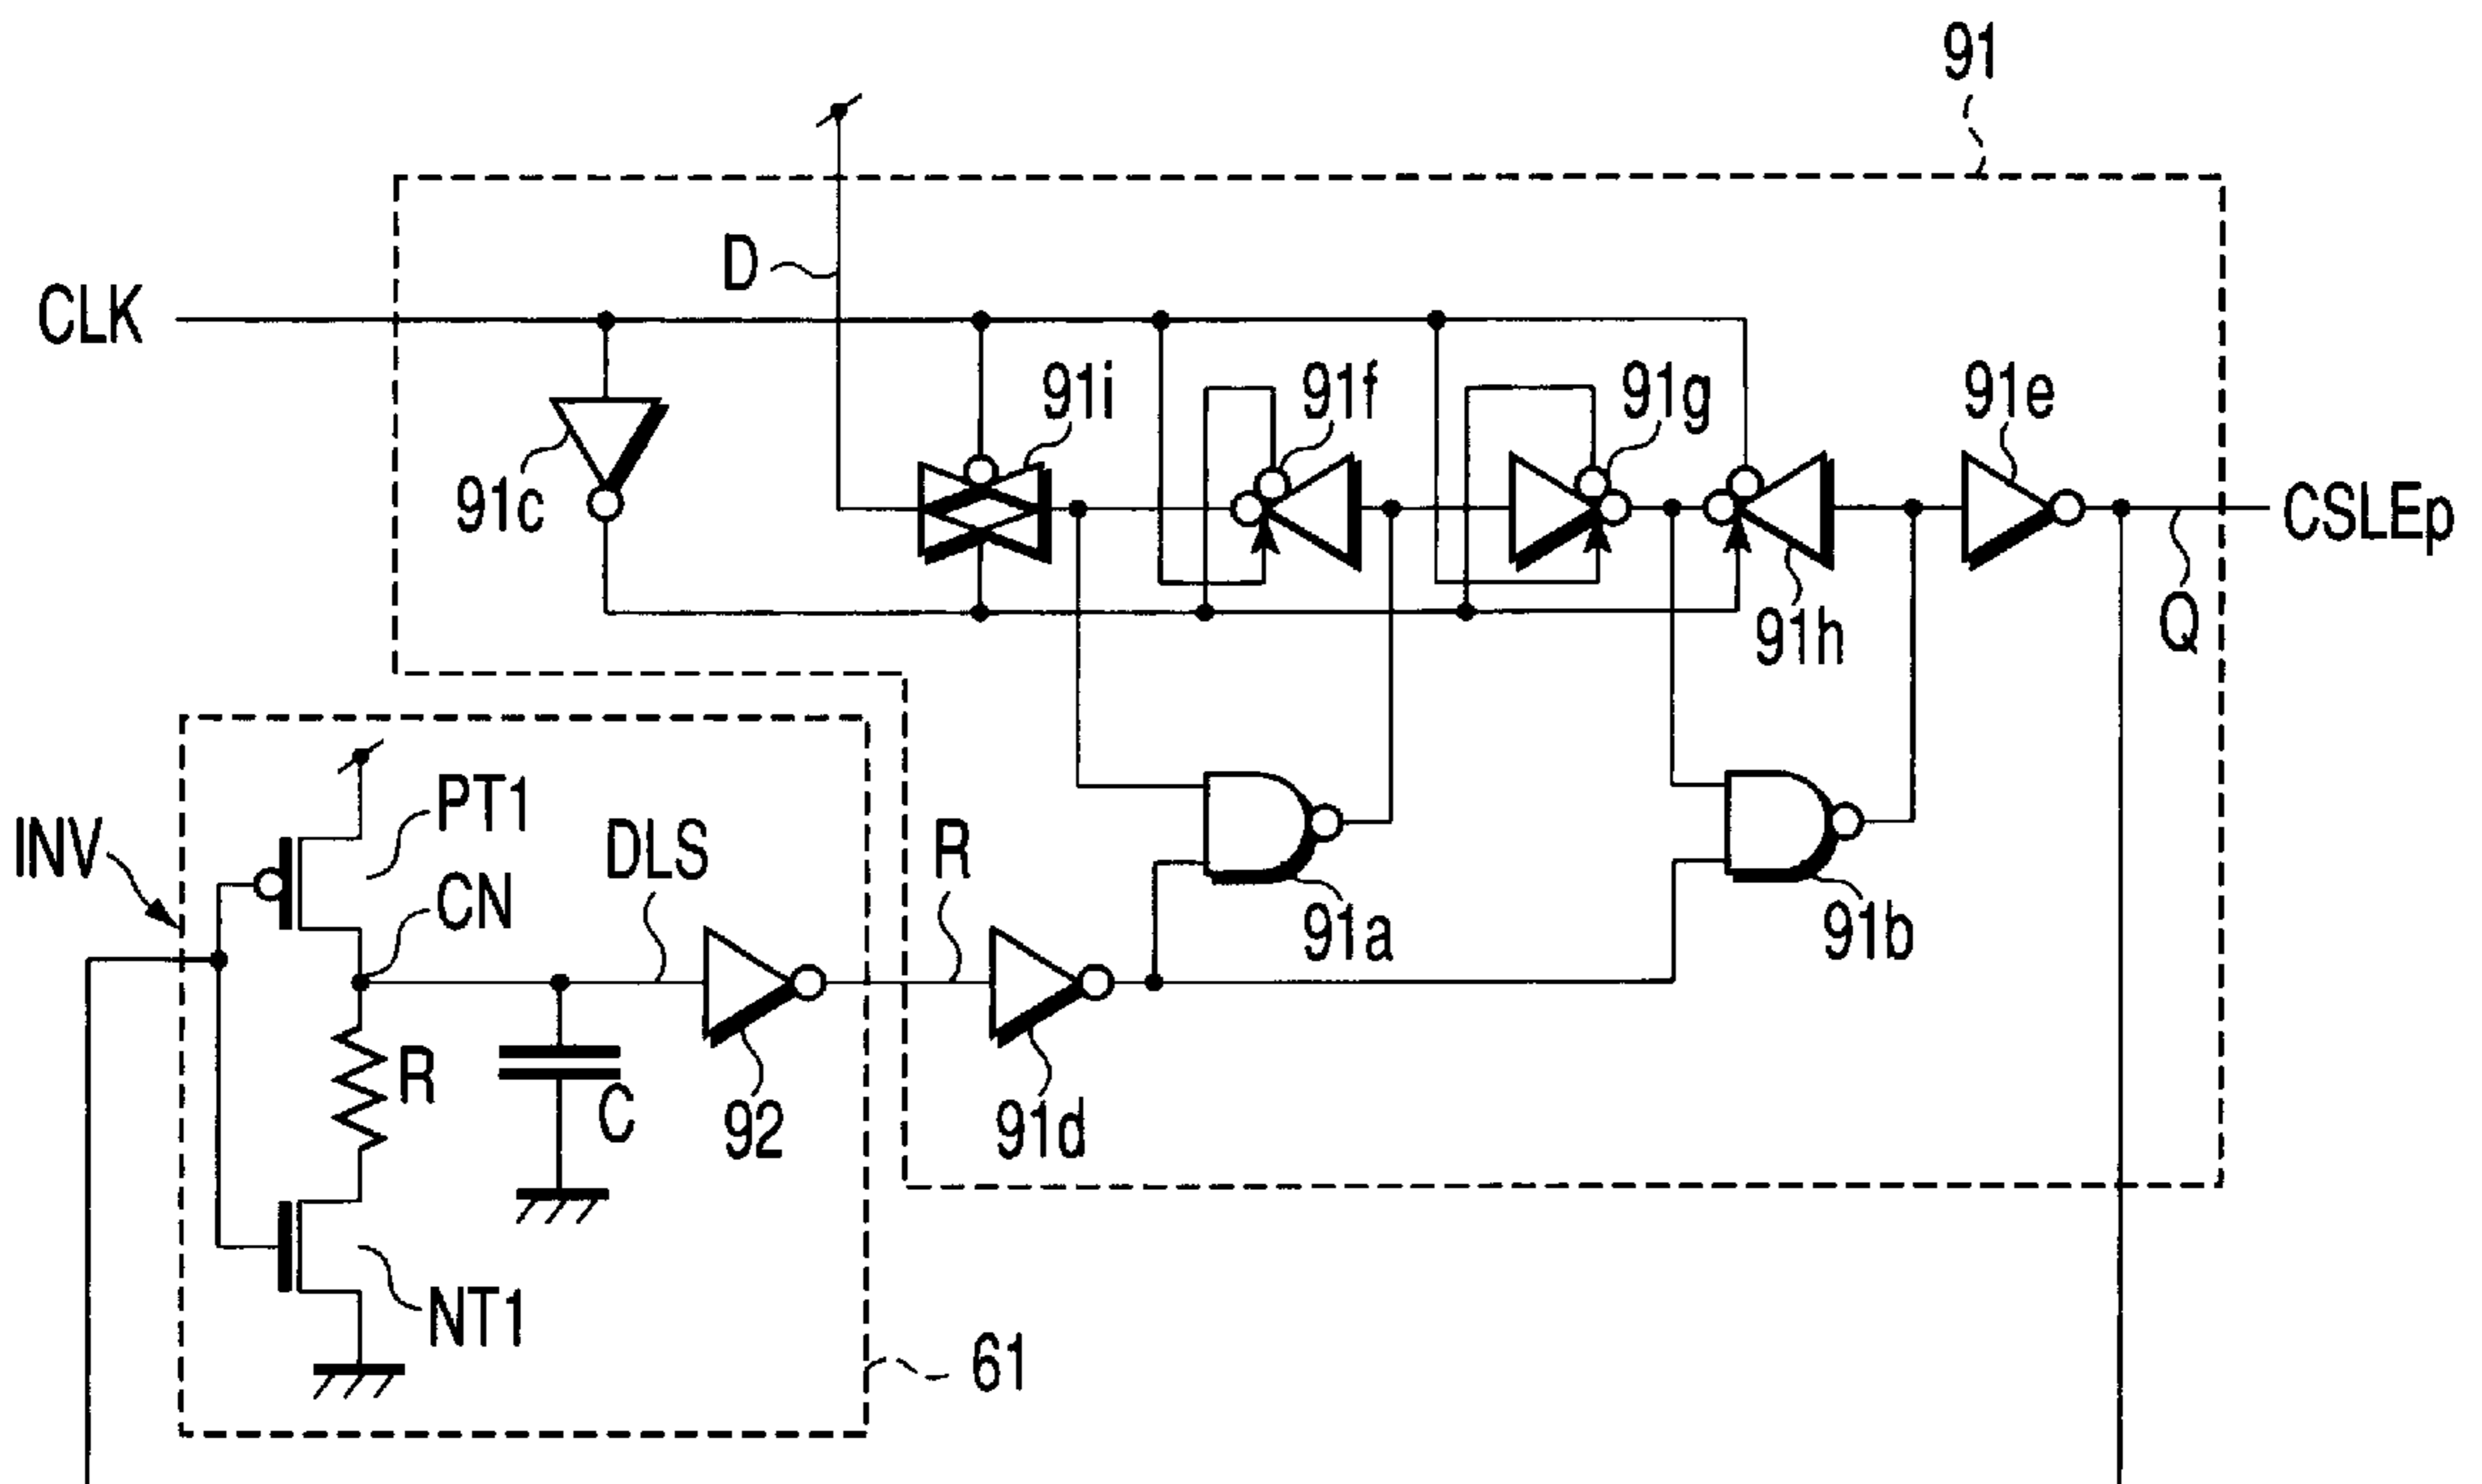 91
D
CLK
91i
91f
91g
91e
91c
CSLEp
91h
Q
INV
PT1
CN
DLS
R
91a
91b
R
C
92
91d
NT1
61